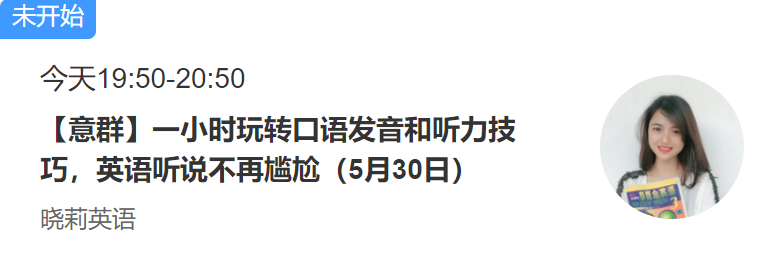 未开始
今天19:50-20:50
【意群】一小时玩转口语发音和听力技
巧，英语听说不再尴尬（5月30日）
晓莉英语